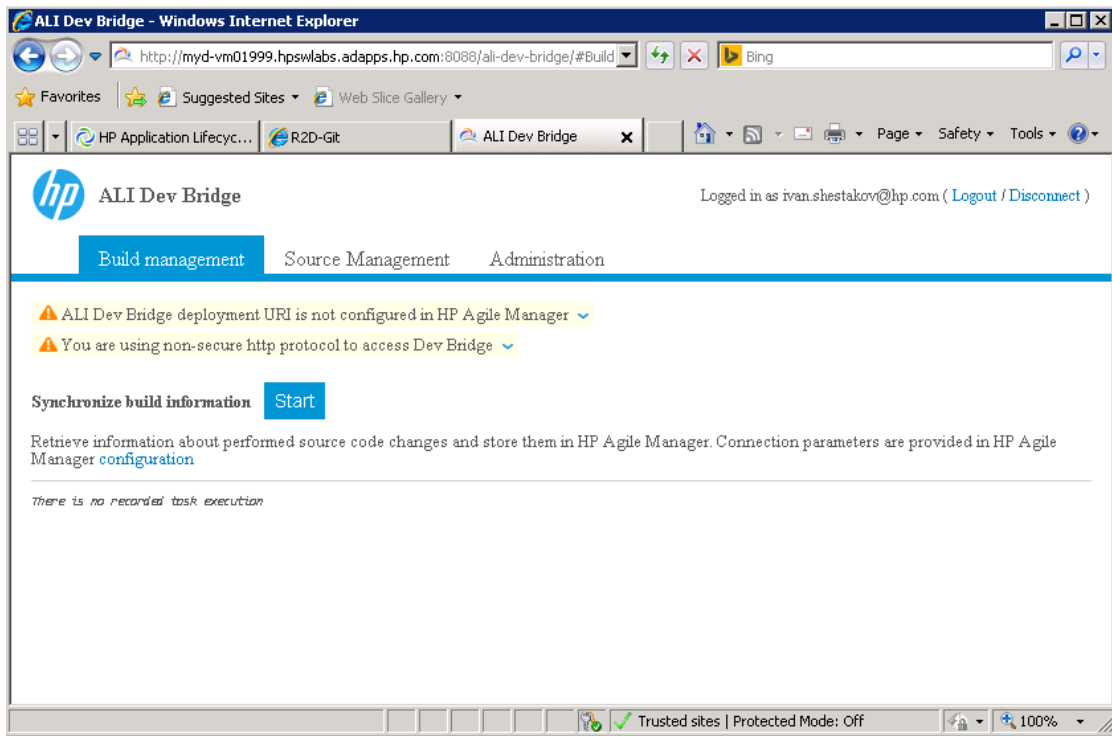 ALI Dev Bridge - Windows Internet Explorer
http://myd-vm01999.hpswlabs.adapps.hp.com:8088/ali-dev-bridge/#Build
Bing
Favorites Suggested Sites Web Slice Gallery
HP Application Lifecyc... R2D-Git ALI Dev Bridge Page Safety Tools
hp ALI Dev Bridge Logged in as ivan.shestakov@hp.com ( Logout / Disconnect )
Build management Source Management Administration
ALI Dev Bridge deployment URI is not configured in HP Agile Manager
You are using non-secure http protocol to access Dev Bridge
Synchronize build information Start
Retrieve information about performed source code changes and store them in HP Agile Manager. Connection parameters are provided in HP Agile
Manager configuration
There is no recorded task execution
Trusted sites | Protected Mode: Off 100%